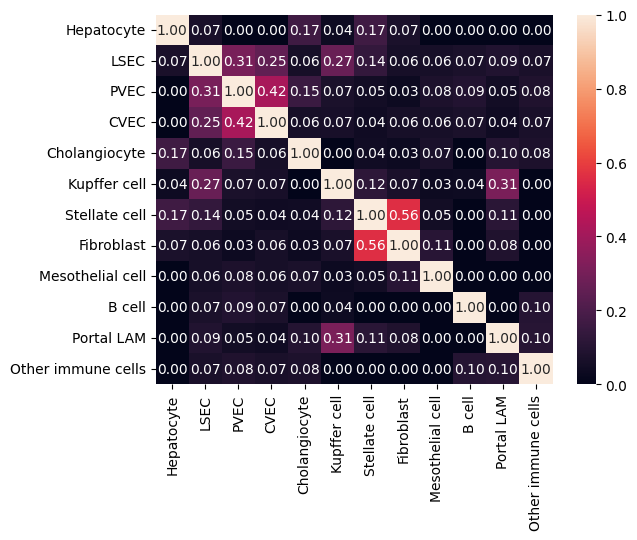 Hepatocyte 1.00 0.07 0.00 0.00 0.17 0.04 0.17 0.07 0.00 0.00 0.00 0.00
LSEC 0.07 1.00 0.31 0.25 0.06 0.27 0.14 0.06 0.06 0.07 0.09 0.07
PVEC 0.00 0.31 1.00 0.42 0.15 0.07 0.05 0.03 0.08 0.09 0.05 0.08
CVEC 0.00 0.25 0.42 1.00 0.06 0.07 0.04 0.06 0.06 0.07 0.04 0.07
Cholangiocyte 0.17 0.06 0.15 0.06 1.00 0.00 0.04 0.03 0.07 0.00 0.10 0.08
Kupffer cell 0.04 0.27 0.07 0.07 0.00 1.00 0.12 0.07 0.03 0.04 0.31 0.00
Stellate cell 0.17 0.14 0.05 0.04 0.04 0.12 1.00 0.56 0.05 0.00 0.11 0.00
Fibroblast 0.07 0.06 0.03 0.06 0.03 0.07 0.56 1.00 0.11 0.00 0.08 0.00
Mesothelial cell 0.00 0.06 0.08 0.06 0.07 0.03 0.05 0.11 1.00 0.00 0.00 0.00
B cell 0.00 0.07 0.09 0.07 0.00 0.04 0.00 0.00 0.00 1.00 0.00 0.10
Portal LAM 0.00 0.09 0.05 0.04 0.10 0.31 0.11 0.08 0.00 0.00 1.00 0.10
Other immune cells 0.00 0.07 0.08 0.07 0.08 0.00 0.00 0.00 0.00 0.10 0.10 1.00
Hepatocyte
LSEC
PVEC
CVEC
Cholangiocyte
Kupffer cell
Stellate cell
Fibroblast
Mesothelial cell
B cell
Portal LAM
Other immune cells
1.0
0.8
0.6
0.4
0.2
0.0